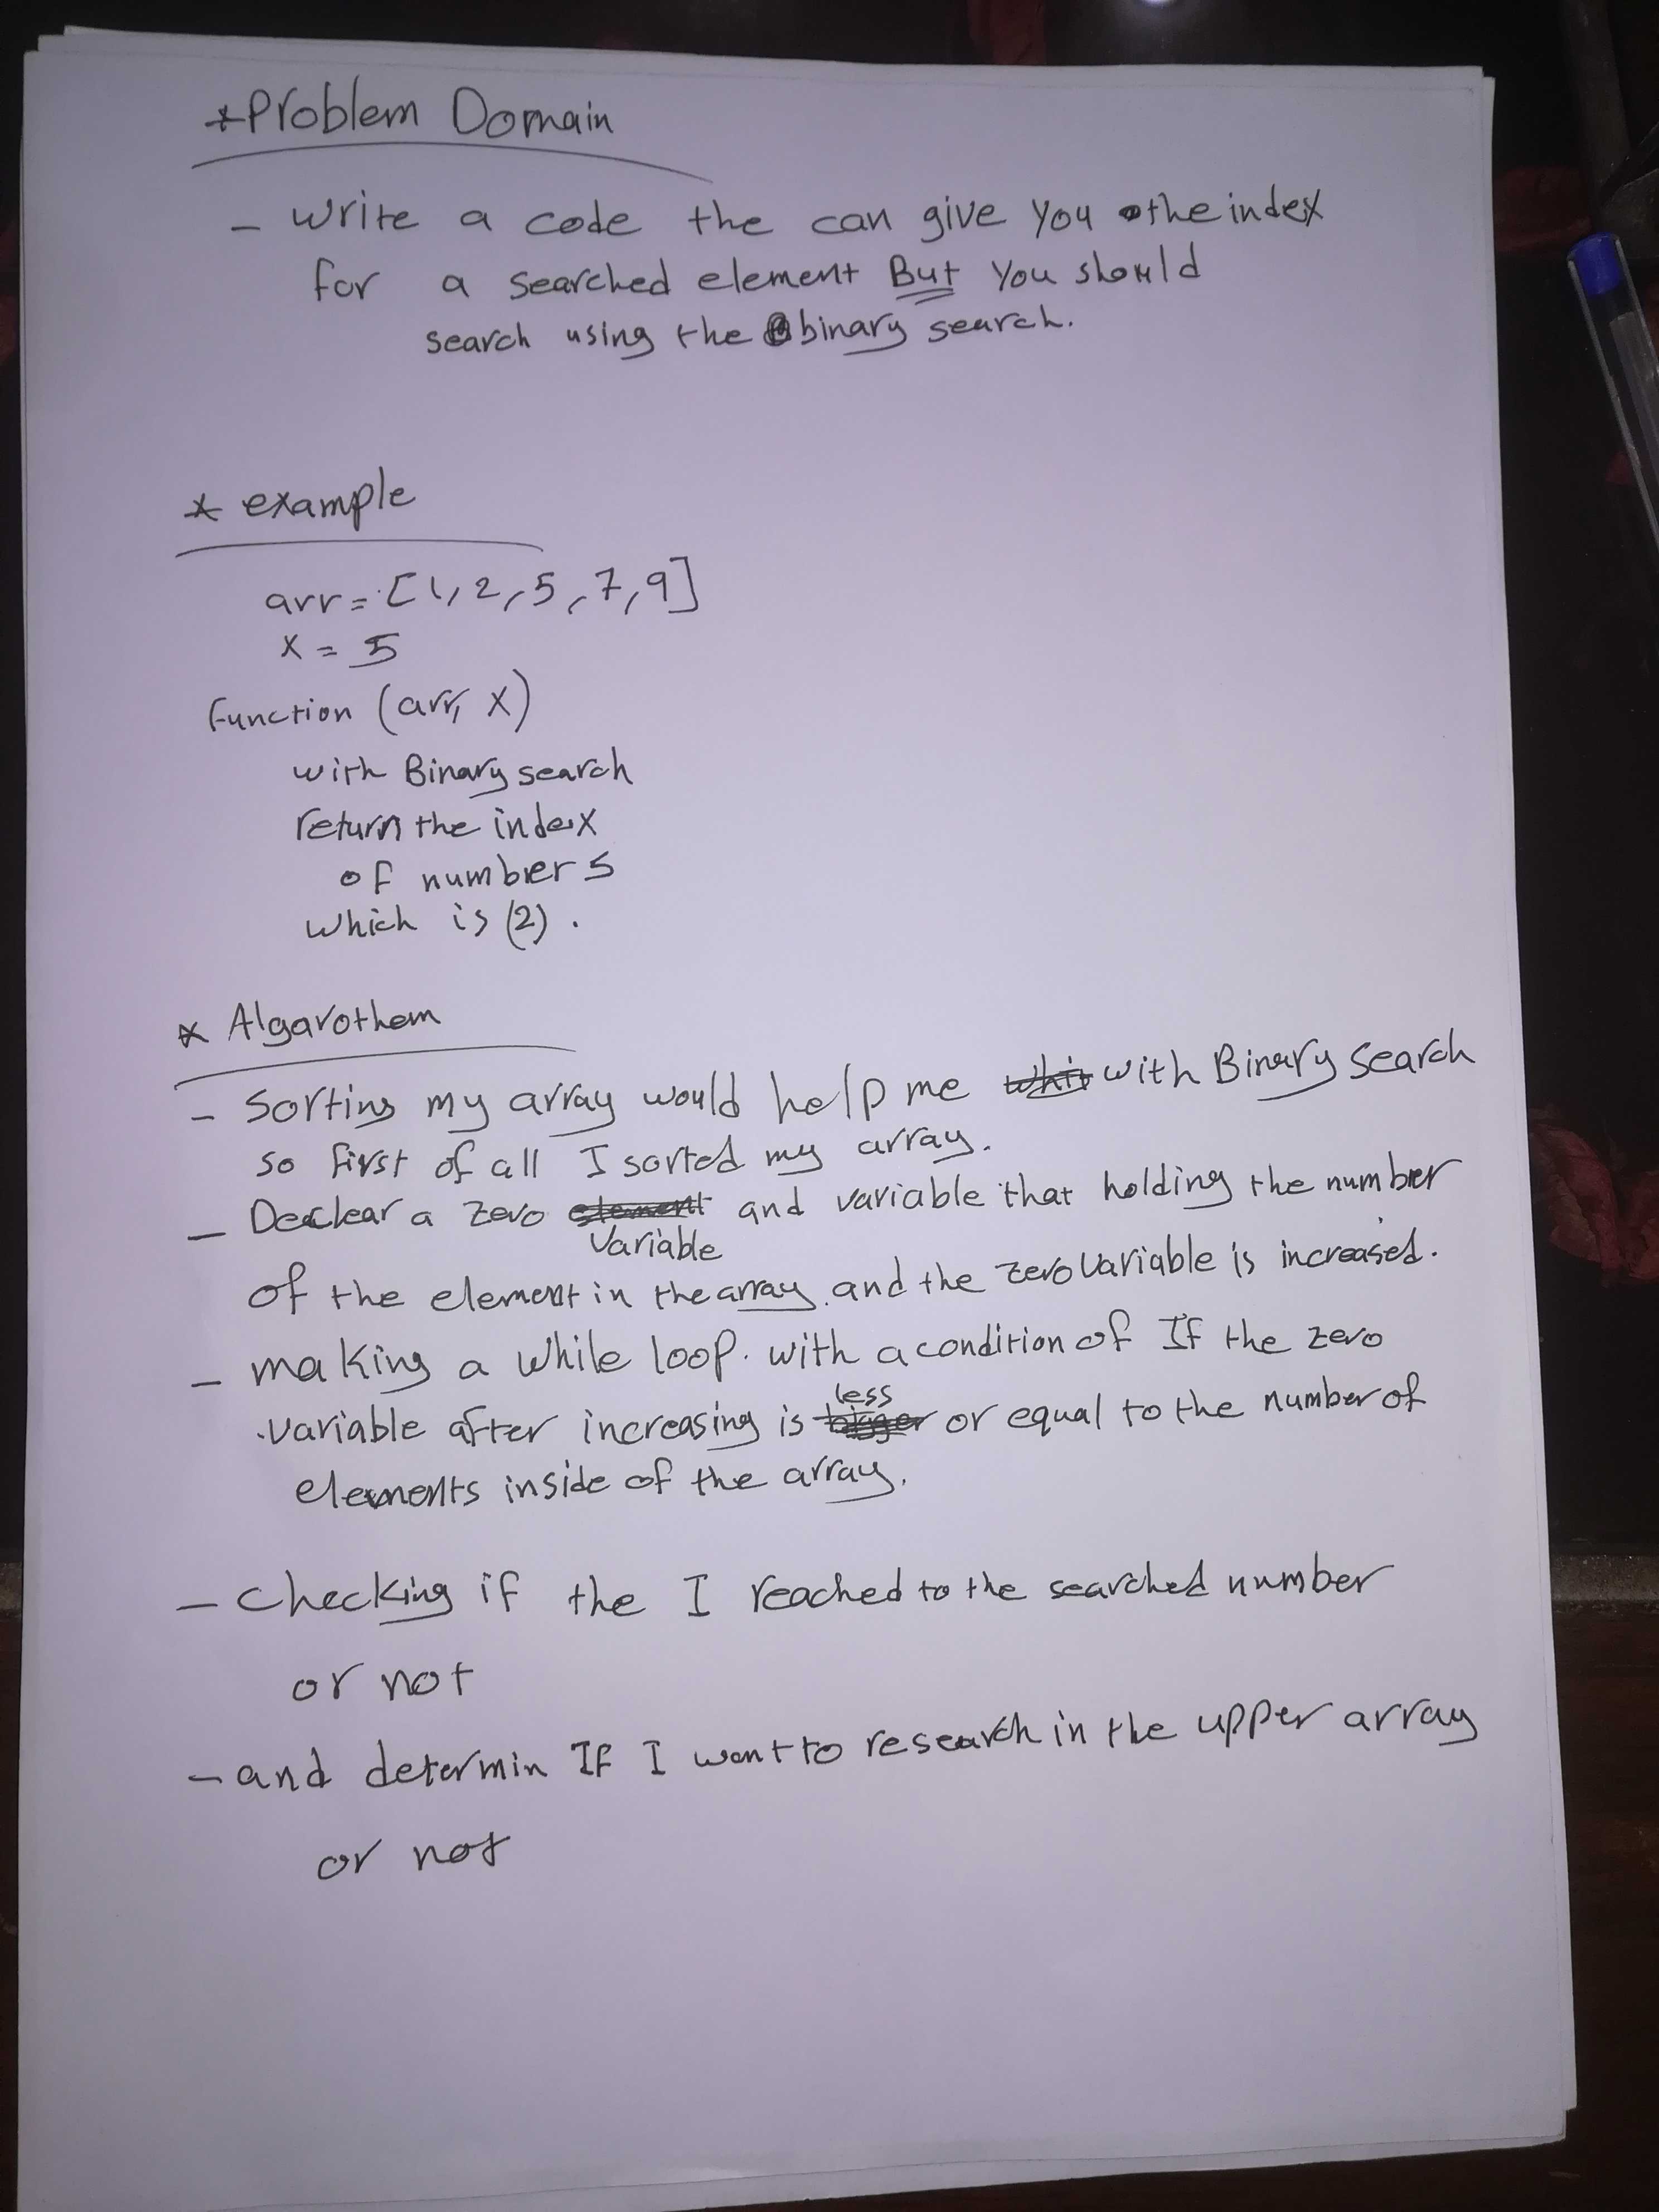 * Problem Domain
- write a code the can give you the index
for a searched element But you should
search using the binary search.
* example
arr = [1, 2, 5, 7, 9]
x = 5
function (arr, x)
with Binary search
return the index
of number 5
which is (2).
* Algarothem
- Sorting my array would help me with Binary search
so first of all I sorted my array.
- Declear a zero element and variable that holding the number
variable
of the element in the array and the zero variable is increased.
- making a while loop. with a condition of If the zero
less
variable after increasing is bigger or equal to the number of
elements inside of the array.
- checking if the I reached to the searched number
or not
- and determin If I want to research in the upper array
or not